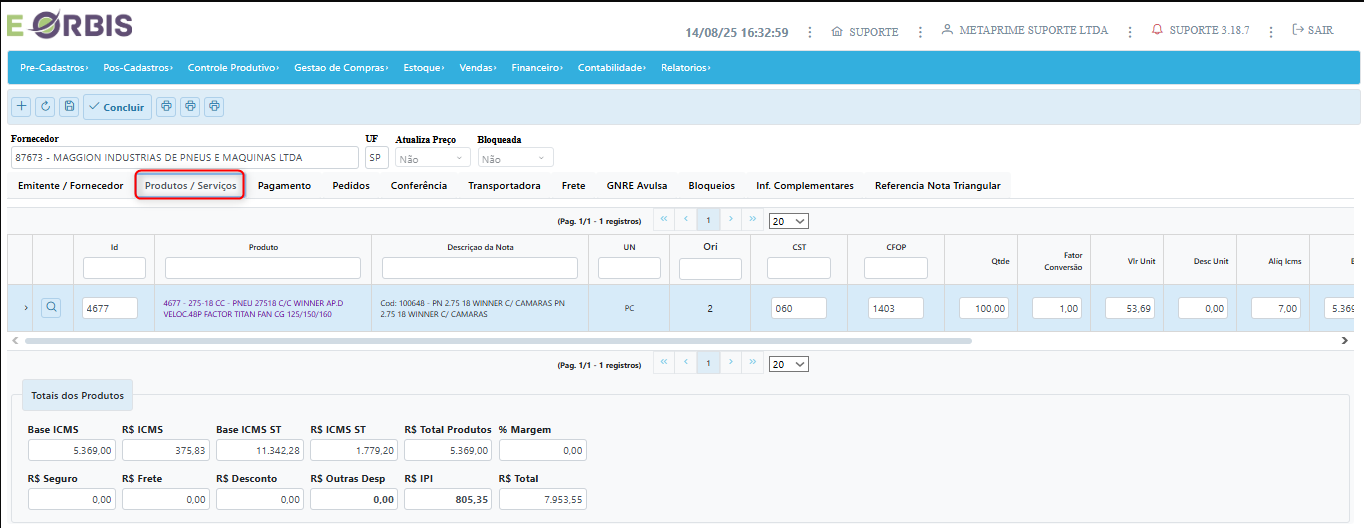 E ORBIS
14/08/25 16:32:59 SUPORTE METAPRIME SUPORTE LTDA SUPORTE 3.18.7 SAIR
Pre-Cadastros› Pos-Cadastros› Controle Produtivo› Gestao de Compras› Estoque› Vendas› Financeiro› Contabilidade› Relatorios›
Concluir
Fornecedor UF Atualiza Preço Bloqueada
87673 - MAGGION INDUSTRIAS DE PNEUS E MAQUINAS LTDA SP Não Não
Emitente / Fornecedor Produtos / Serviços Pagamento Pedidos Conferência Transportadora Frete GNRE Avulsa Bloqueios Inf. Complementares Referencia Nota Triangular
(Pag. 1/1 - 1 registros) « ‹ 1 › » 20
Id Produto Descriçao da Nota UN Ori CST CFOP Qtde Fator Conversão Vlr Unit Desc Unit Aliq Icms
4677 4677 - 275-18 CC - PNEU 27518 C/C WINNER AP.D Cod: 100648 - PN 2.75 18 WINNER C/ CAMARAS PN PC 2 060 1403 100,00 1,00 53,69 0,00 7,00 5.369
VELOC.48P FACTOR TITAN FAN CG 125/150/160 2.75 18 WINNER C/ CAMARAS
(Pag. 1/1 - 1 registros) « ‹ 1 › » 20
Totais dos Produtos
Base ICMS R$ ICMS Base ICMS ST R$ ICMS ST R$ Total Produtos % Margem
5.369,00 375,83 11.342,28 1.779,20 5.369,00 0,00
R$ Seguro R$ Frete R$ Desconto R$ Outras Desp R$ IPI R$ Total
0,00 0,00 0,00 0,00 805,35 7.953,55